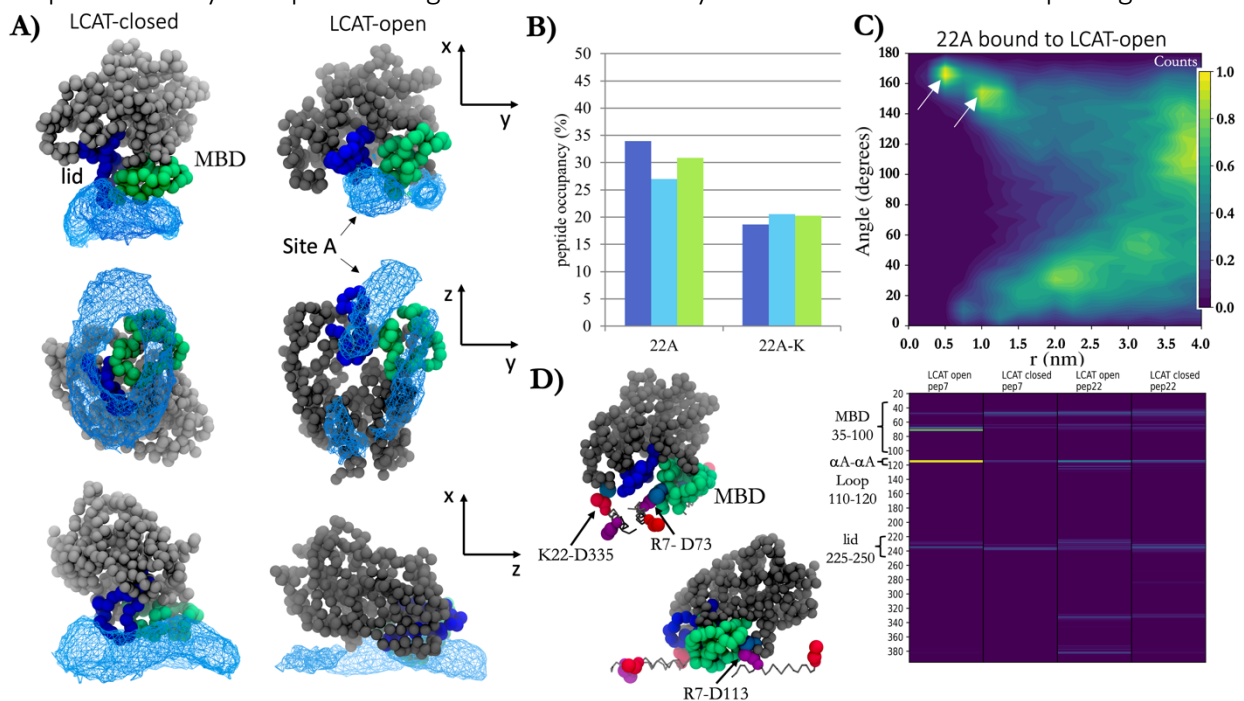 A)
LCAT-closed
LCAT-open
x
y
MBD
lid
Site A
z
y
x
z
B)
peptide occupancy (%)
50
45
40
35
30
25
20
15
10
5
0
22A
22A-K
C)
22A bound to LCAT-open
Counts
Angle (degrees)
180
160
140
120
100
80
60
40
20
0
0.0 0.5 1.0 1.5 2.0 2.5 3.0 3.5 4.0
r (nm)
1.0
0.8
0.6
0.4
0.2
0.0
D)
MBD
K22-D335
R7- D73
R7-D113
LCAT open pep7
LCAT closed pep7
LCAT open pep22
LCAT closed pep22
MBD
35-100
αA-αA
Loop
110-120
lid
225-250
20
40
60
80
100
120
140
160
180
200
220
240
260
280
300
320
340
360
380